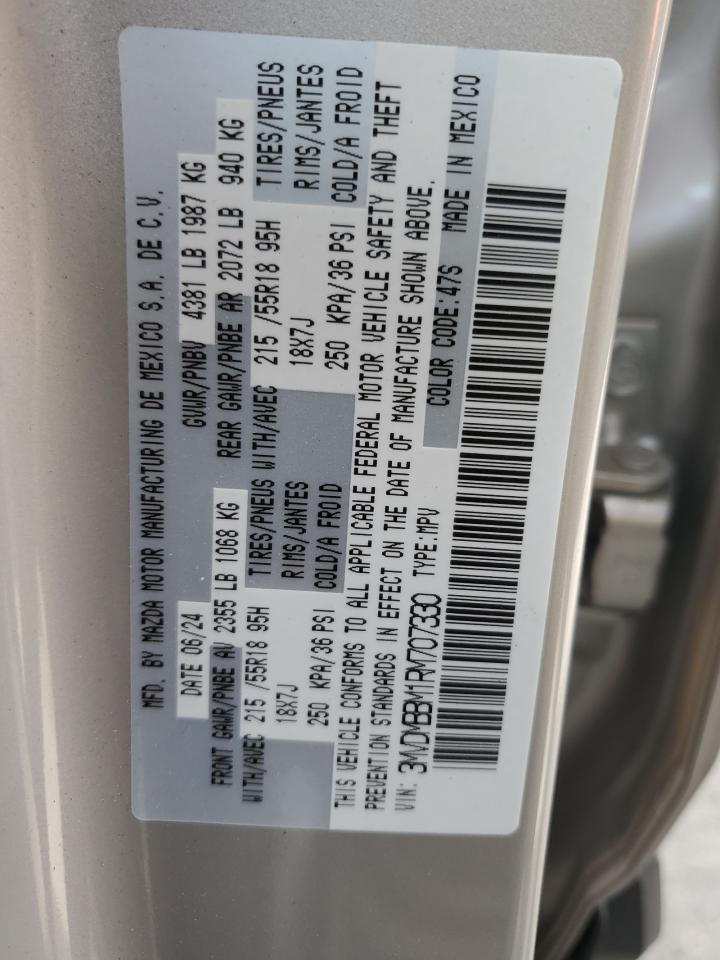 MFD. BY MAZDA MOTOR MANUFACTURING DE MEXICO S.A. DE C.V.
DATE 06/24 GVWR/PNBV 4381 LB 1987 KG
FRONT GAWR/PNBE AV 2355 LB 1068 KG REAR GAWR/PNBE AR 2072 LB 940 KG
WITH/AVEC 215 /55R18 95H TIRES/PNEUS WITH/AVEC 215 /55R18 95H TIRES/PNEUS
18X7J RIMS/JANTES 18X7J RIMS/JANTES
250 KPA/36 PSI COLD/A FROID 250 KPA/36 PSI COLD/A FROID
THIS VEHICLE CONFORMS TO ALL APPLICABLE FEDERAL MOTOR VEHICLE SAFETY AND THEFT
PREVENTION STANDARDS IN EFFECT ON THE DATE OF MANUFACTURE SHOWN ABOVE.
VIN: 3MVDMBBM1RM707330 TYPE:MPV COLOR CODE:47S MADE IN MEXICO